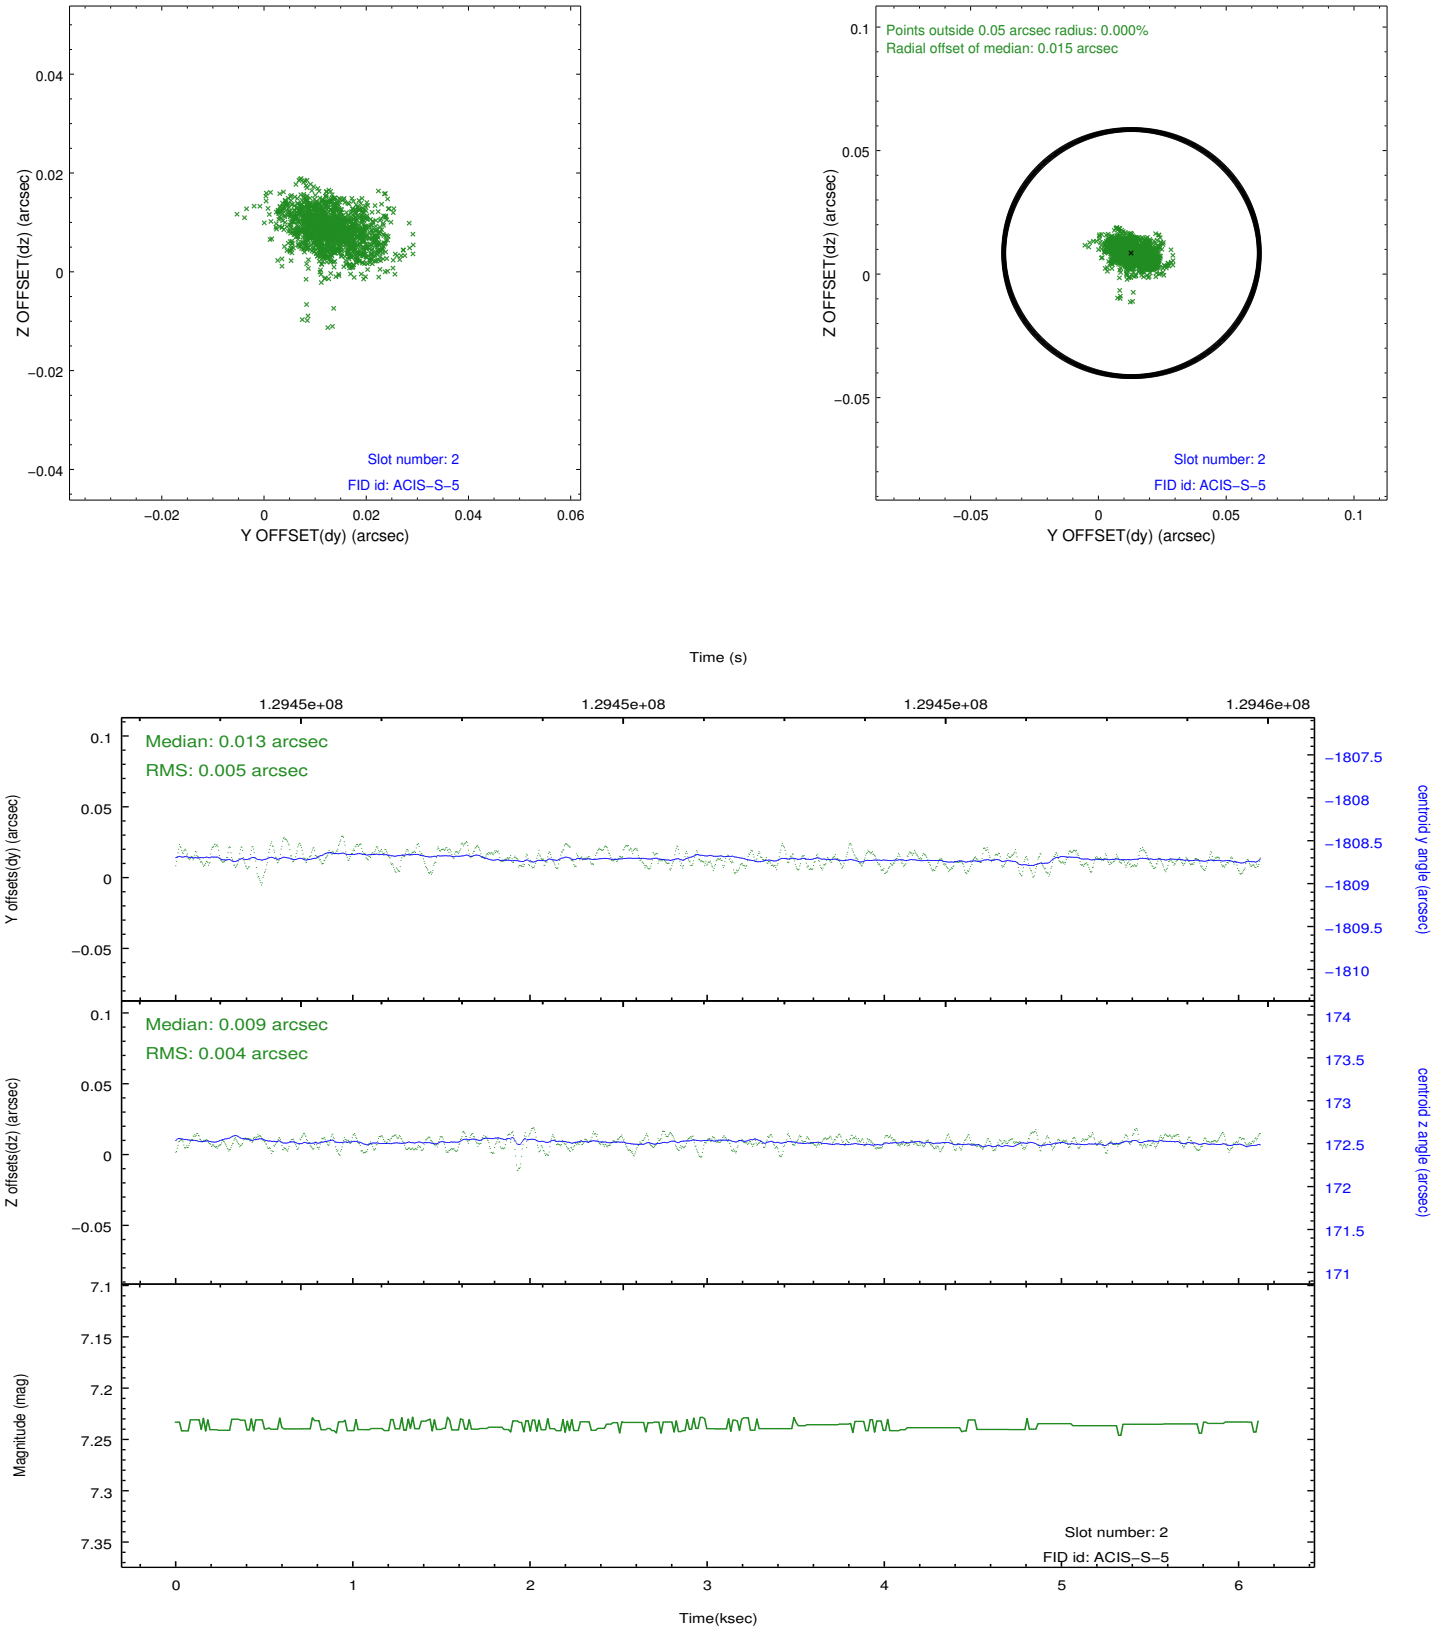 0.04
0.02
0
−0.02
−0.04
Z OFFSET(dz) (arcsec)
Slot number: 2
FID id: ACIS−S−5
−0.02 0 0.02 0.04 0.06
Y OFFSET(dy) (arcsec)
Points outside 0.05 arcsec radius: 0.000%
Radial offset of median: 0.015 arcsec
0.1
0.05
0
−0.05
Z OFFSET(dz) (arcsec)
Slot number: 2
FID id: ACIS−S−5
−0.05 0 0.05 0.1
Y OFFSET(dy) (arcsec)
Time (s)
1.2945e+08 1.2945e+08 1.2945e+08 1.2946e+08
Median: 0.013 arcsec
RMS: 0.005 arcsec
0.1
0.05
0
−0.05
Y offsets(dy) (arcsec)
−1807.5
−1808
−1808.5
−1809
−1809.5
−1810
centroid y angle (arcsec)
Median: 0.009 arcsec
RMS: 0.004 arcsec
0.1
0.05
0
−0.05
Z offsets(dz) (arcsec)
174
173.5
173
172.5
172
171.5
171
centroid z angle (arcsec)
7.1
7.15
7.2
7.25
7.3
7.35
Magnitude (mag)
Slot number: 2
FID id: ACIS−S−5
0 1 2 3 4 5 6
Time(ksec)